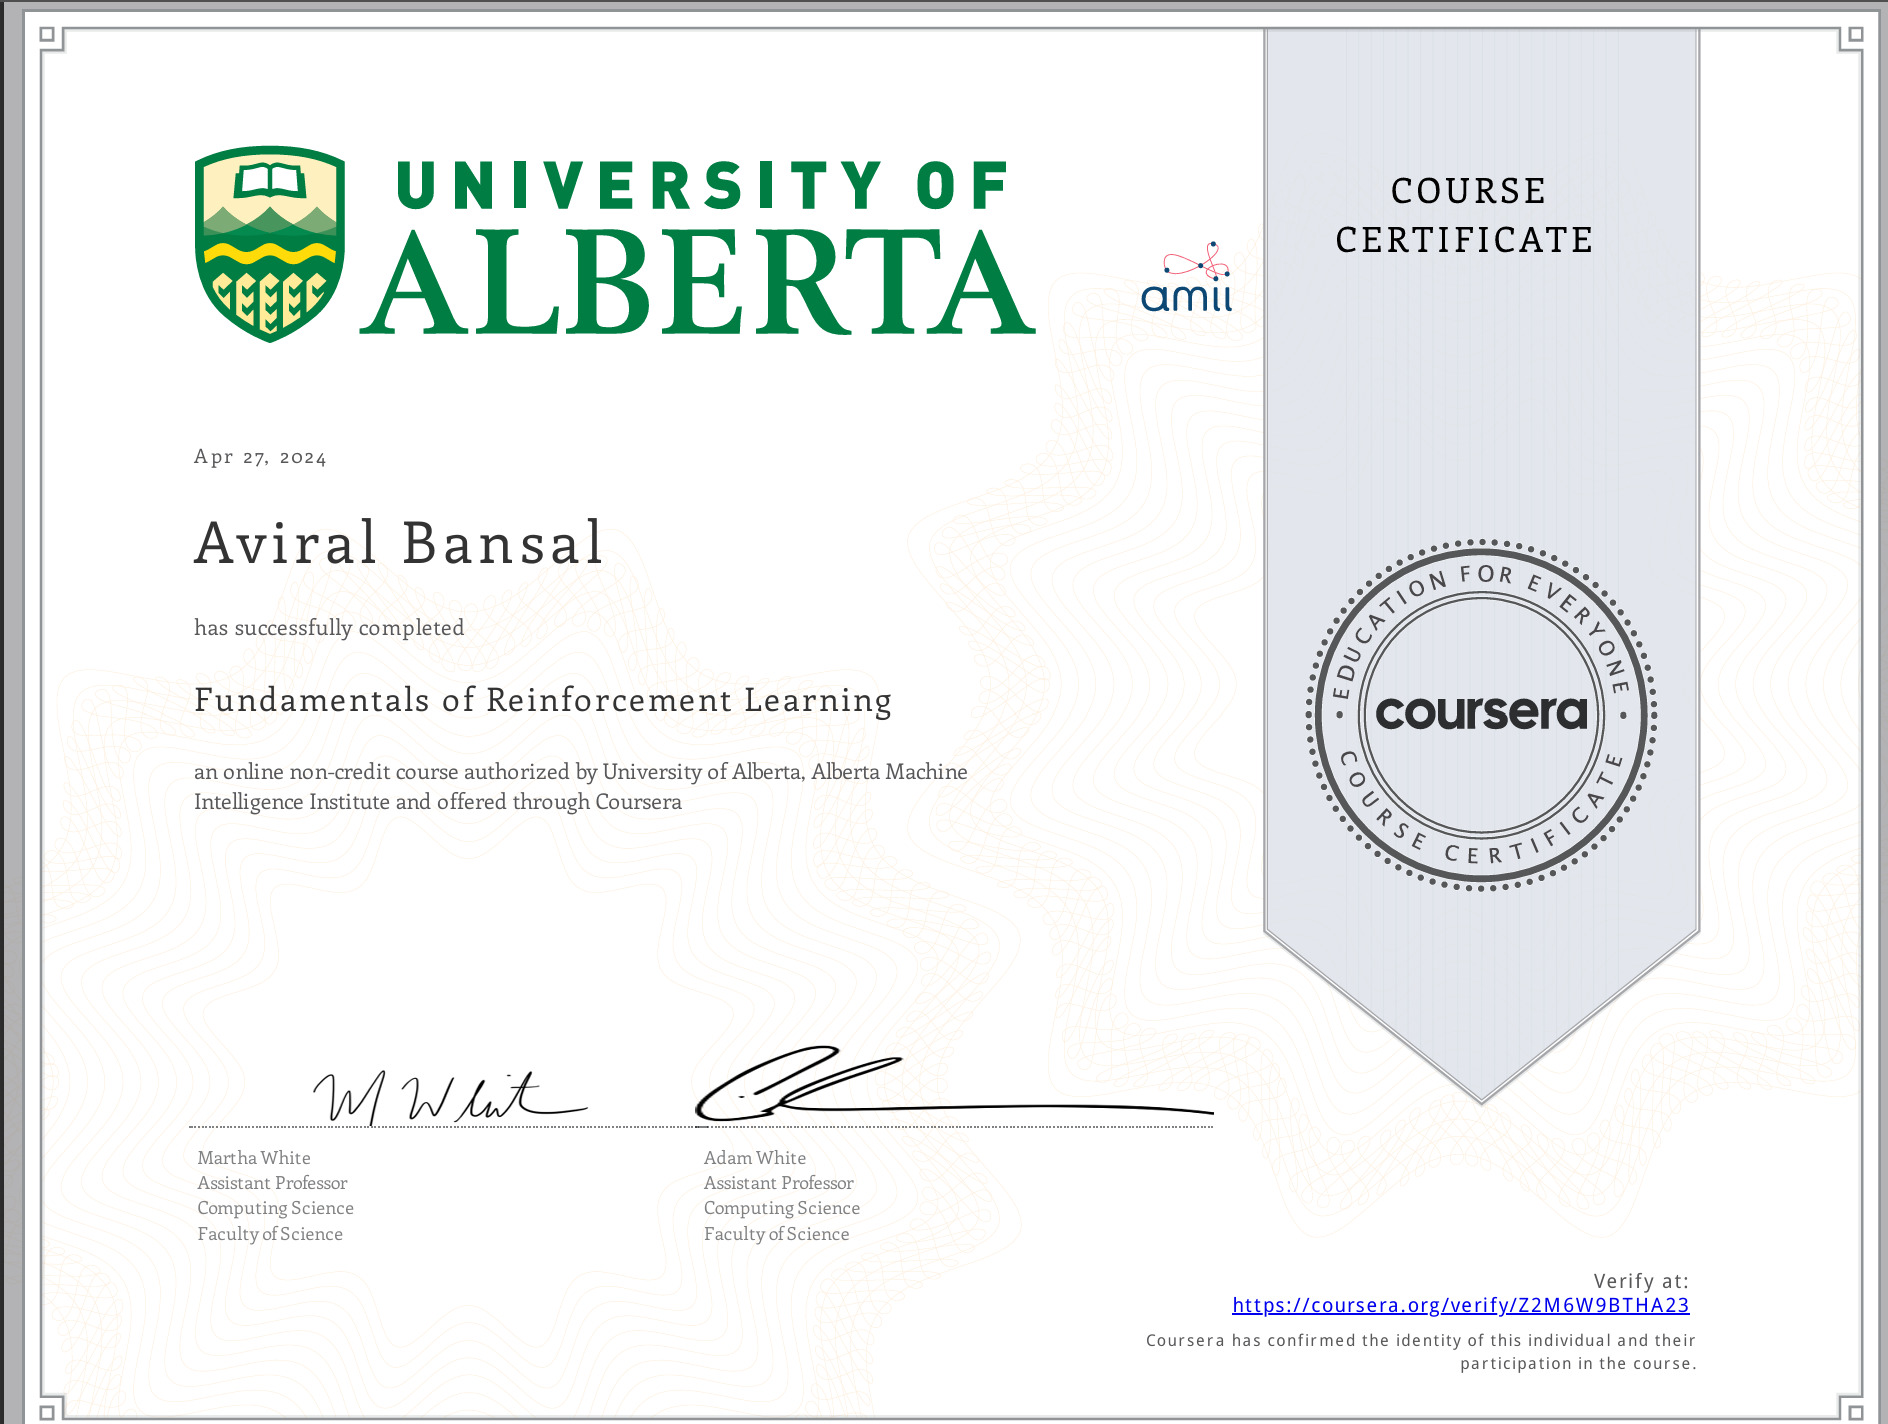 UNIVERSITY OF
ALBERTA
amii
COURSE
CERTIFICATE
Apr 27, 2024
Aviral Bansal
has successfully completed
Fundamentals of Reinforcement Learning
an online non-credit course authorized by University of Alberta, Alberta Machine
Intelligence Institute and offered through Coursera
EDUCATION FOR EVERYONE
coursera
COURSE CERTIFICATE
M White
Martha White
Assistant Professor
Computing Science
Faculty of Science
Adam White
Assistant Professor
Computing Science
Faculty of Science
Verify at:
https://coursera.org/verify/Z2M6W9BTHA23
Coursera has confirmed the identity of this individual and their
participation in the course.